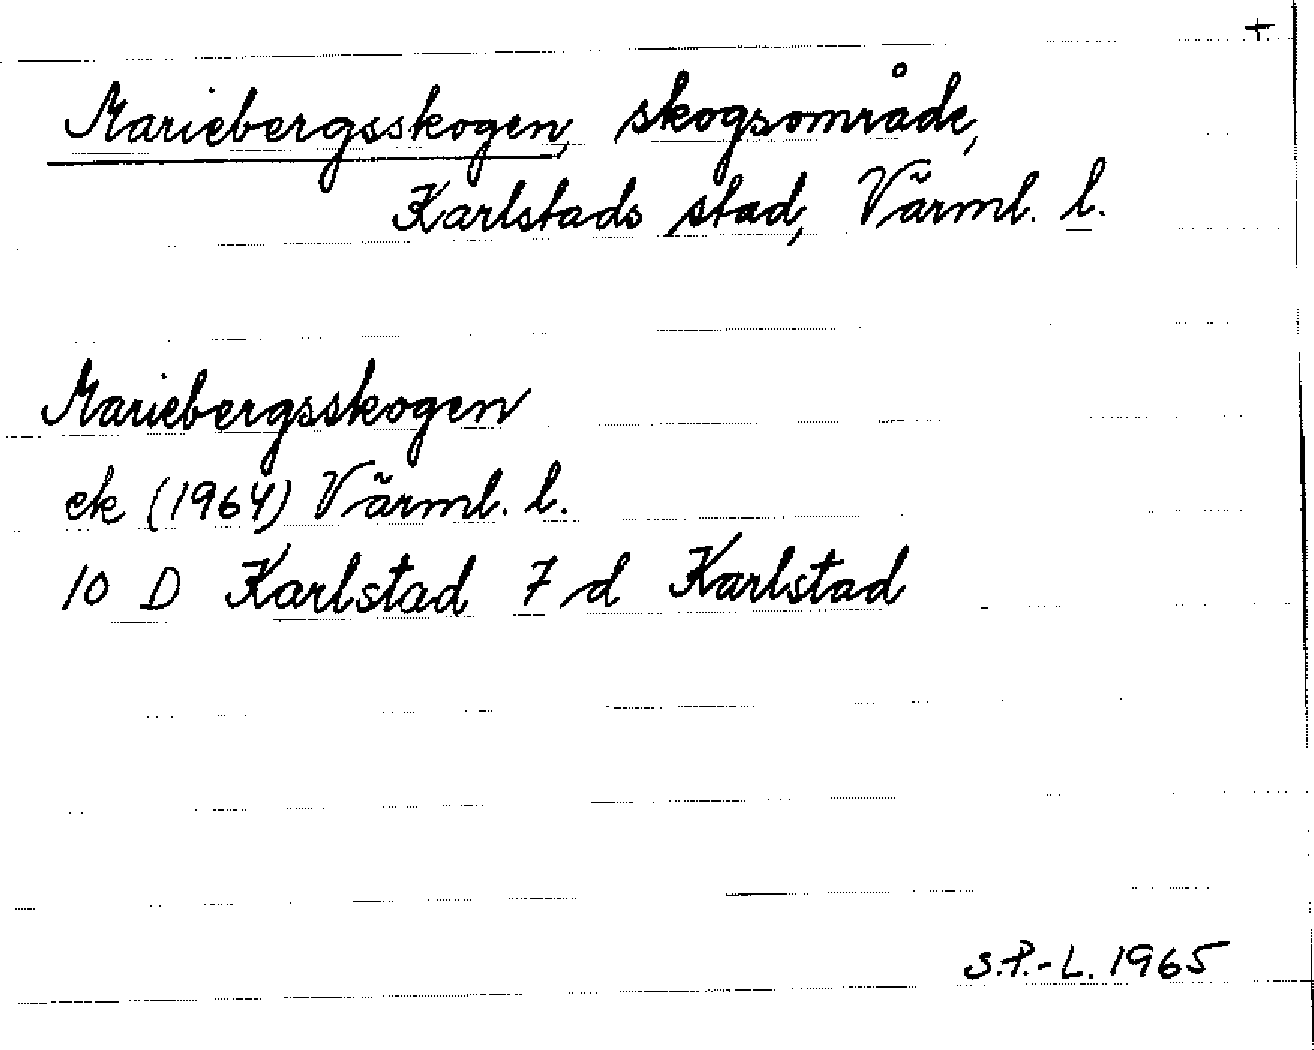 +
Mariebergsskogen, skogsområde,
Karlstads stad, Värml. l.
Mariebergsskogen
ek (1964) Värml. l.
10 D Karlstad 7 d Karlstad
S.P.-L. 1965